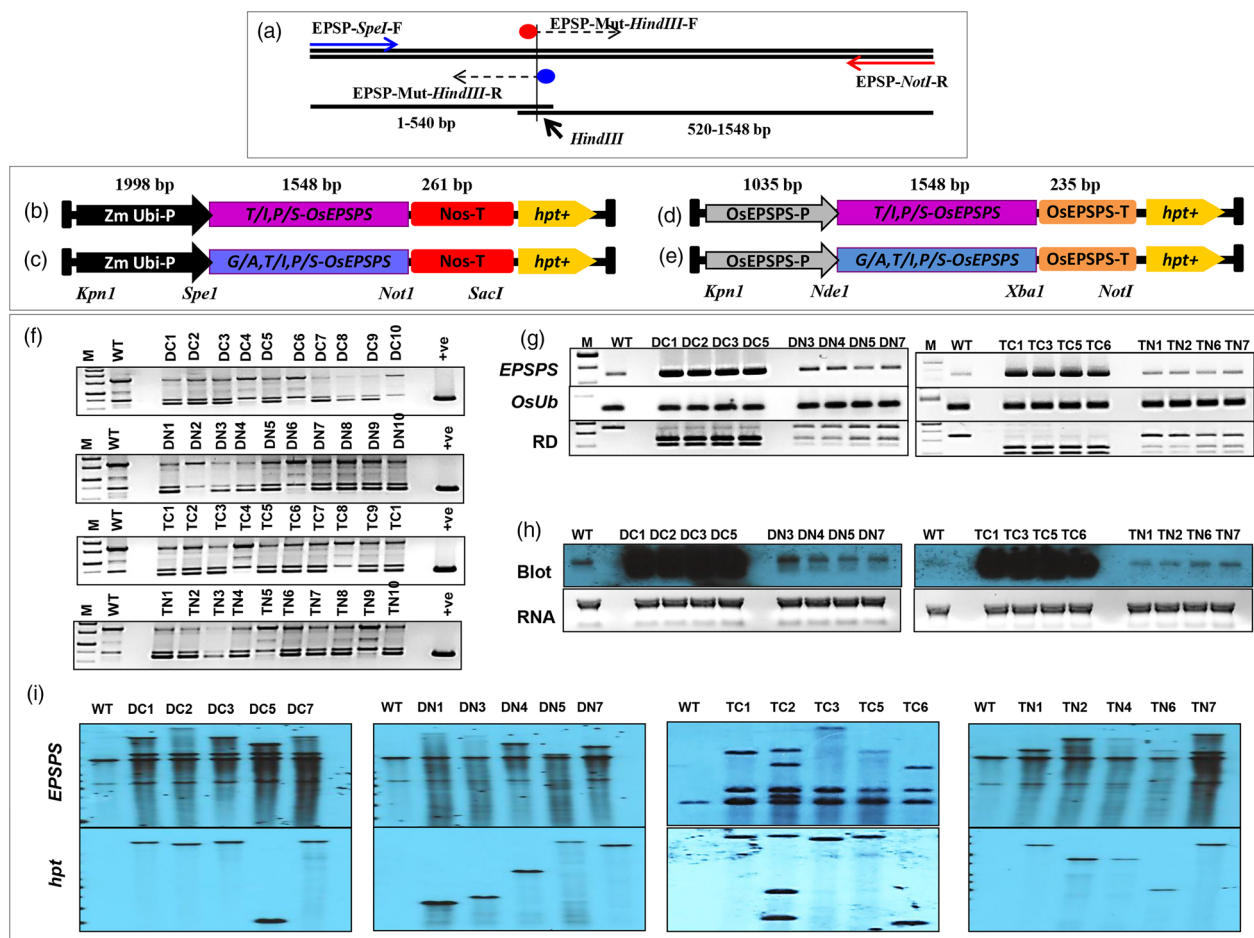 (a)
EPSP-SpeI-F
EPSP-Mut-HindIII-F
EPSP-Mut-HindIII-R
EPSP-NotI-R
1-540 bp
HindIII
520-1548 bp
1998 bp 1548 bp 261 bp
(b) Zm Ubi-P T/I,P/S-OsEPSPS Nos-T hpt+
(c) Zm Ubi-P G/A,T/I,P/S-OsEPSPS Nos-T hpt+
Kpn1 Spe1 Not1 SacI
1035 bp 1548 bp 235 bp
(d) OsEPSPS-P T/I,P/S-OsEPSPS OsEPSPS-T hpt+
(e) OsEPSPS-P G/A,T/I,P/S-OsEPSPS OsEPSPS-T hpt+
Kpn1 Nde1 Xba1 NotI
(f)
M WT DC1 DC2 DC3 DC4 DC5 DC6 DC7 DC8 DC9 DC10 +ve
M WT DN1 DN2 DN3 DN4 DN5 DN6 DN7 DN8 DN9 DN10 +ve
M WT TC1 TC2 TC3 TC4 TC5 TC6 TC7 TC8 TC9 TC1 +ve
M WT TN1 TN2 TN3 TN4 TN5 TN6 TN7 TN8 TN9 TN10 +ve
(g)
M WT DC1 DC2 DC3 DC5 DN3 DN4 DN5 DN7
M WT TC1 TC3 TC5 TC6 TN1 TN2 TN6 TN7
EPSPS
OsUb
RD
(h)
WT DC1 DC2 DC3 DC5 DN3 DN4 DN5 DN7
WT TC1 TC3 TC5 TC6 TN1 TN2 TN6 TN7
Blot
RNA
(i)
WT DC1 DC2 DC3 DC5 DC7
WT DN1 DN3 DN4 DN5 DN7
WT TC1 TC2 TC3 TC5 TC6
WT TN1 TN2 TN4 TN6 TN7
EPSPS
hpt